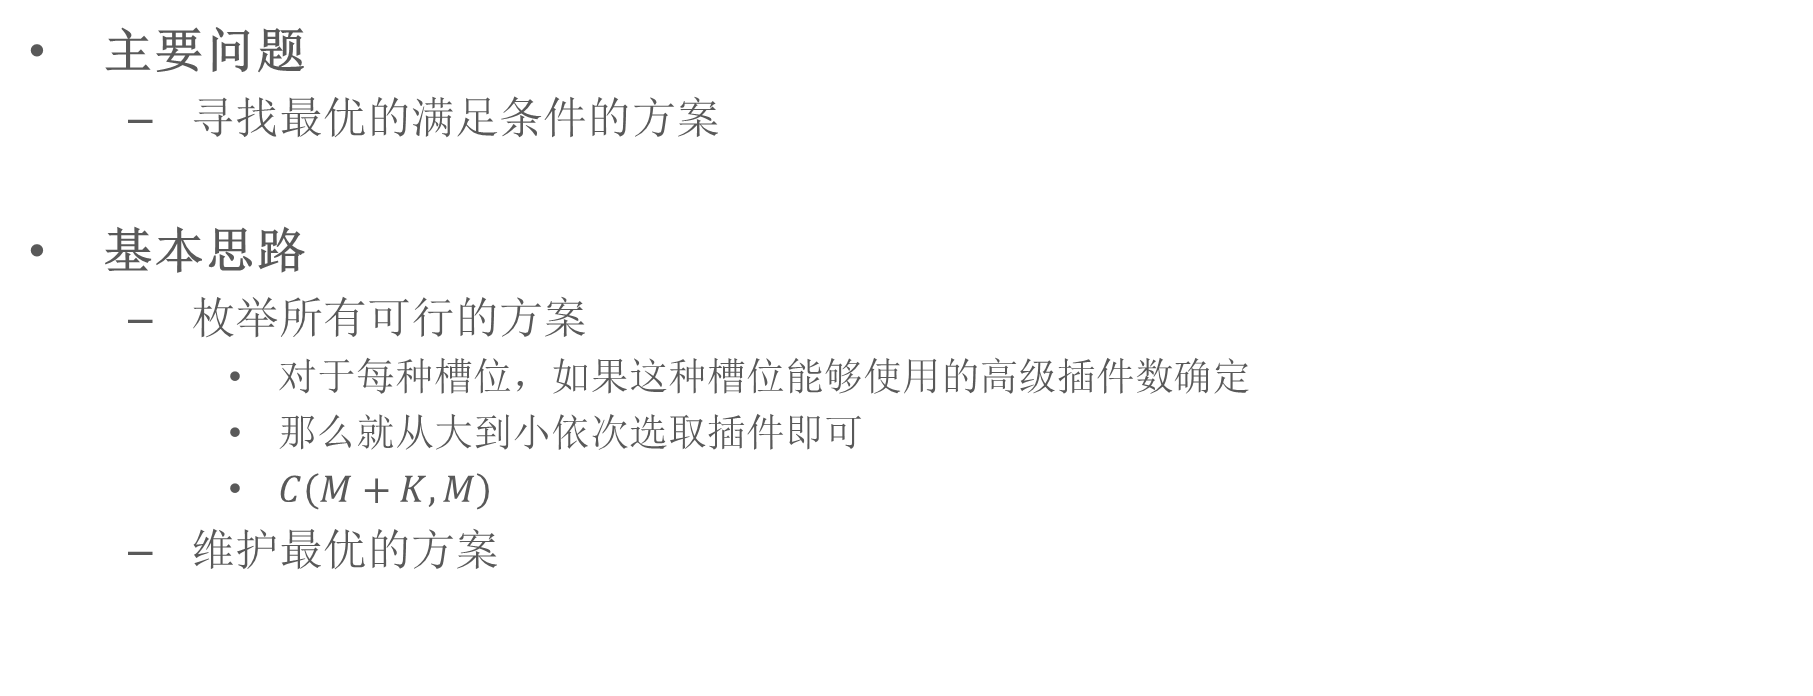 • 主要问题
– 寻找最优的满足条件的方案
• 基本思路
– 枚举所有可行的方案
• 对于每种槽位，如果这种槽位能够使用的高级插件数确定
• 那么就从大到小依次选取插件即可
• C(M + K, M)
– 维护最优的方案